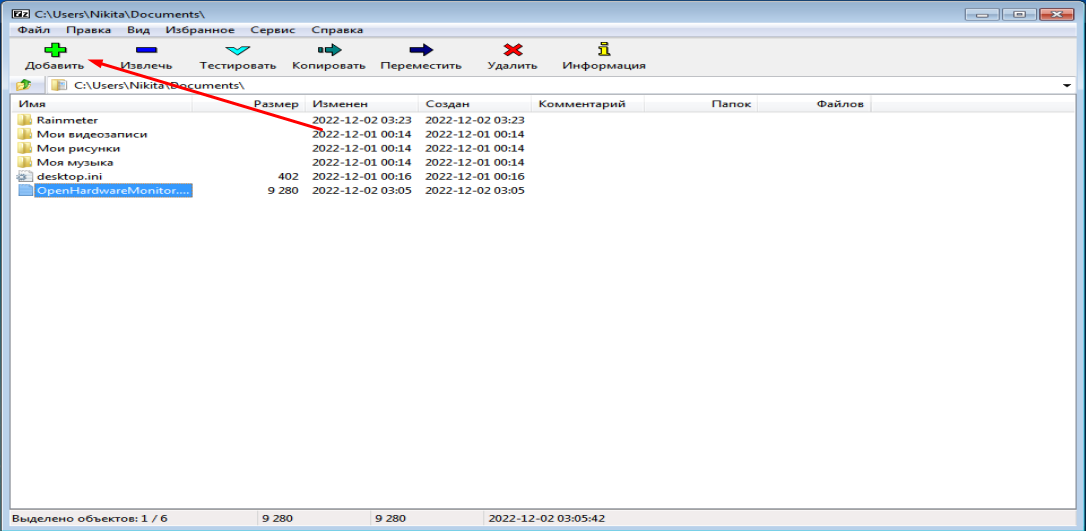 7z C:\Users\Nikita\Documents\
Файл Правка Вид Избранное Сервис Справка
Добавить Извлечь Тестировать Копировать Переместить Удалить Информация
C:\Users\Nikita\Documents\
Имя Размер Изменен Создан Комментарий Папок Файлов
Rainmeter 2022-12-02 03:23 2022-12-02 03:23
Мои видеозаписи 2022-12-01 00:14 2022-12-01 00:14
Мои рисунки 2022-12-01 00:14 2022-12-01 00:14
Моя музыка 2022-12-01 00:14 2022-12-01 00:14
desktop.ini 402 2022-12-01 00:16 2022-12-01 00:16
OpenHardwareMonitor.... 9 280 2022-12-02 03:05 2022-12-02 03:05
Выделено объектов: 1 / 6 9 280 9 280 2022-12-02 03:05:42